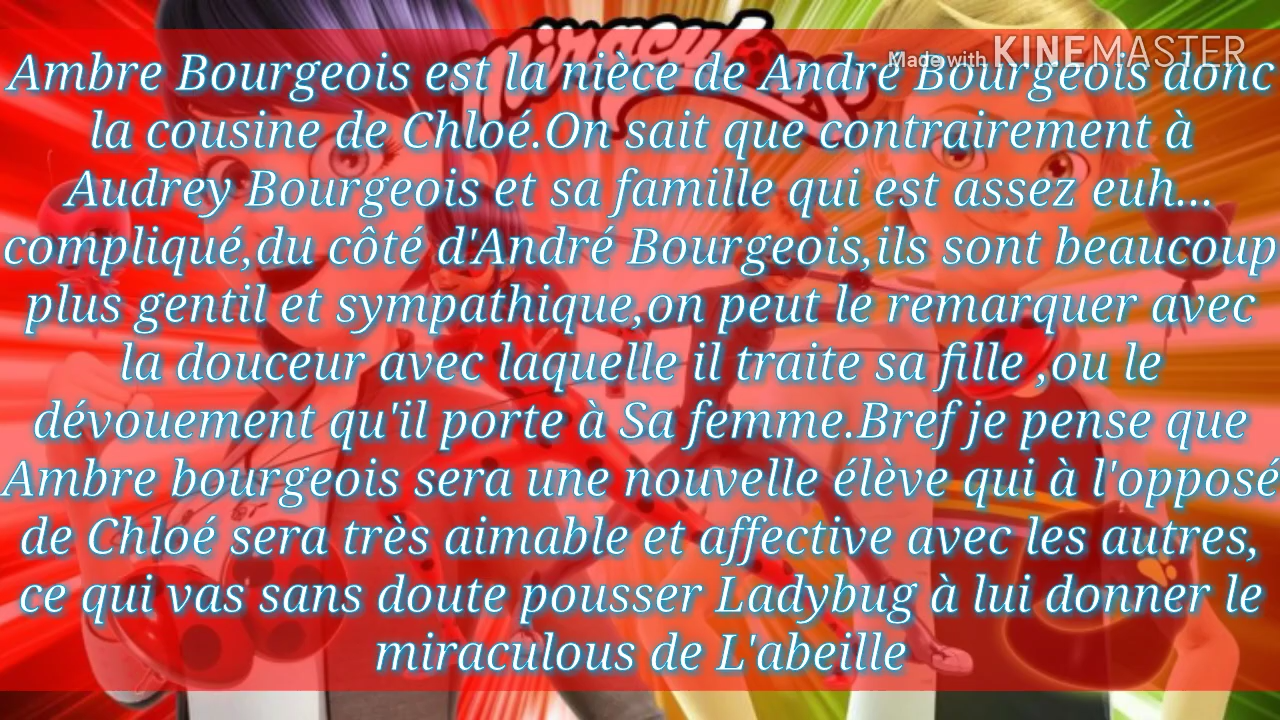 Miraculous
Made with KINEMASTER
Ambre Bourgeois est la nièce de André Bourgeois donc
la cousine de Chloé.On sait que contrairement à
Audrey Bourgeois et sa famille qui est assez euh...
compliqué,du côté d'André Bourgeois,ils sont beaucoup
plus gentil et sympathique,on peut le remarquer avec
la douceur avec laquelle il traite sa fille ,ou le
dévouement qu'il porte à Sa femme.Bref je pense que
Ambre bourgeois sera une nouvelle élève qui à l'opposé
de Chloé sera très aimable et affective avec les autres,
ce qui vas sans doute pousser Ladybug à lui donner le
miraculous de L'abeille